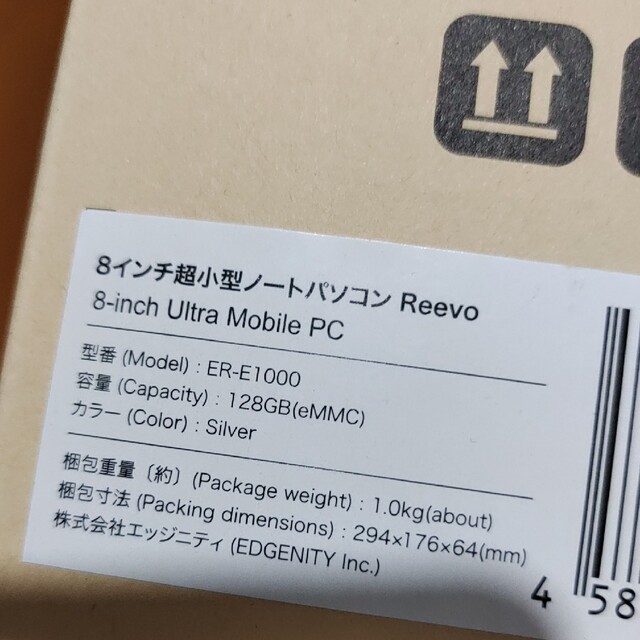 8インチ超小型ノートパソコン Reevo
8-inch Ultra Mobile PC
型番 (Model) : ER-E1000
容量 (Capacity) : 128GB(eMMC)
カラー (Color) : Silver
梱包重量〔約〕(Package weight) : 1.0kg(about)
梱包寸法 (Packing dimensions) : 294×176×64(mm)
株式会社エッジニティ (EDGENITY Inc.)
4 58